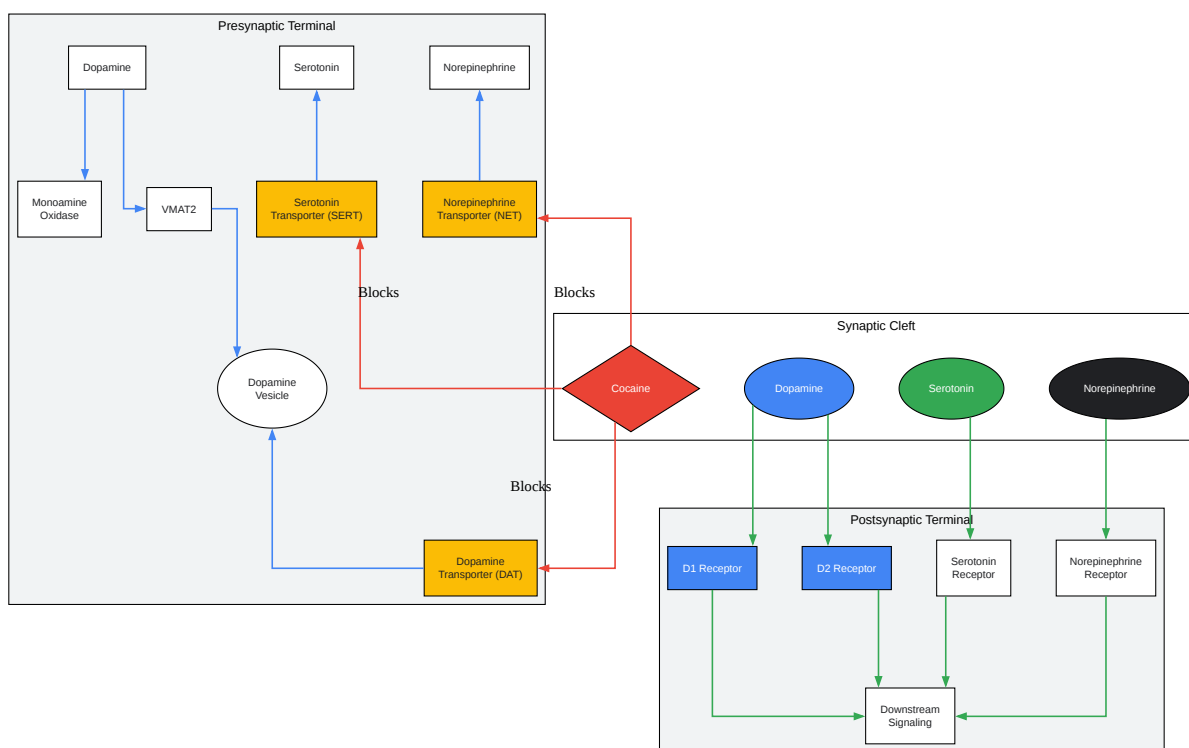 Presynaptic Terminal
Dopamine
Serotonin
Norepinephrine
Monoamine
Oxidase
VMAT2
Serotonin
Transporter (SERT)
Norepinephrine
Transporter (NET)
Blocks
Blocks
Synaptic Cleft
Dopamine
Vesicle
Cocaine
Dopamine
Serotonin
Norepinephrine
Blocks
Postsynaptic Terminal
Dopamine
Transporter (DAT)
D1 Receptor
D2 Receptor
Serotonin
Receptor
Norepinephrine
Receptor
Downstream
Signaling